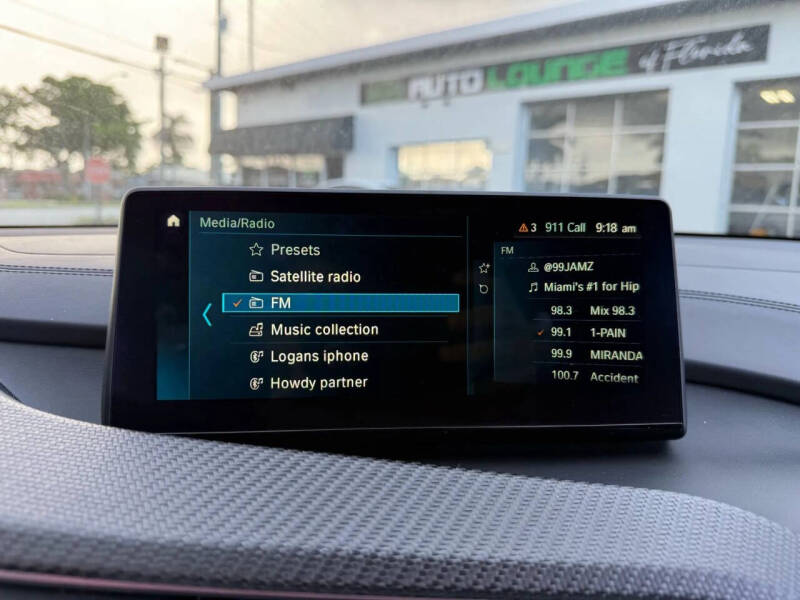 AUTO LOUNGE of Florida
Media/Radio
3 911 Call 9:18 am
Presets
Satellite radio
FM
Music collection
Logans iphone
Howdy partner
FM
@99JAMZ
Miami's #1 for Hip
98.3 Mix 98.3
99.1 1-PAIN
99.9 MIRANDA
100.7 Accident